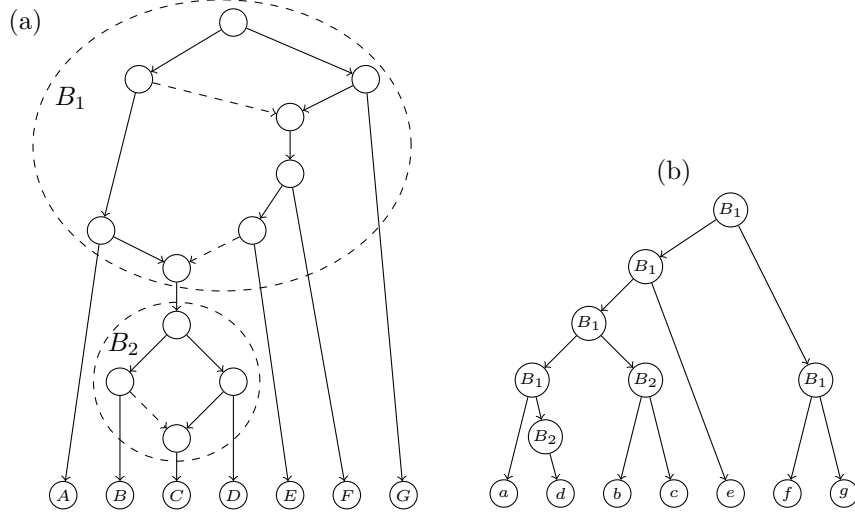 (a)
B₁
B₂
A B C D E F G
(b)
B₁
B₁
B₁
B₁ B₂ B₁
B₂
a d b c e f g